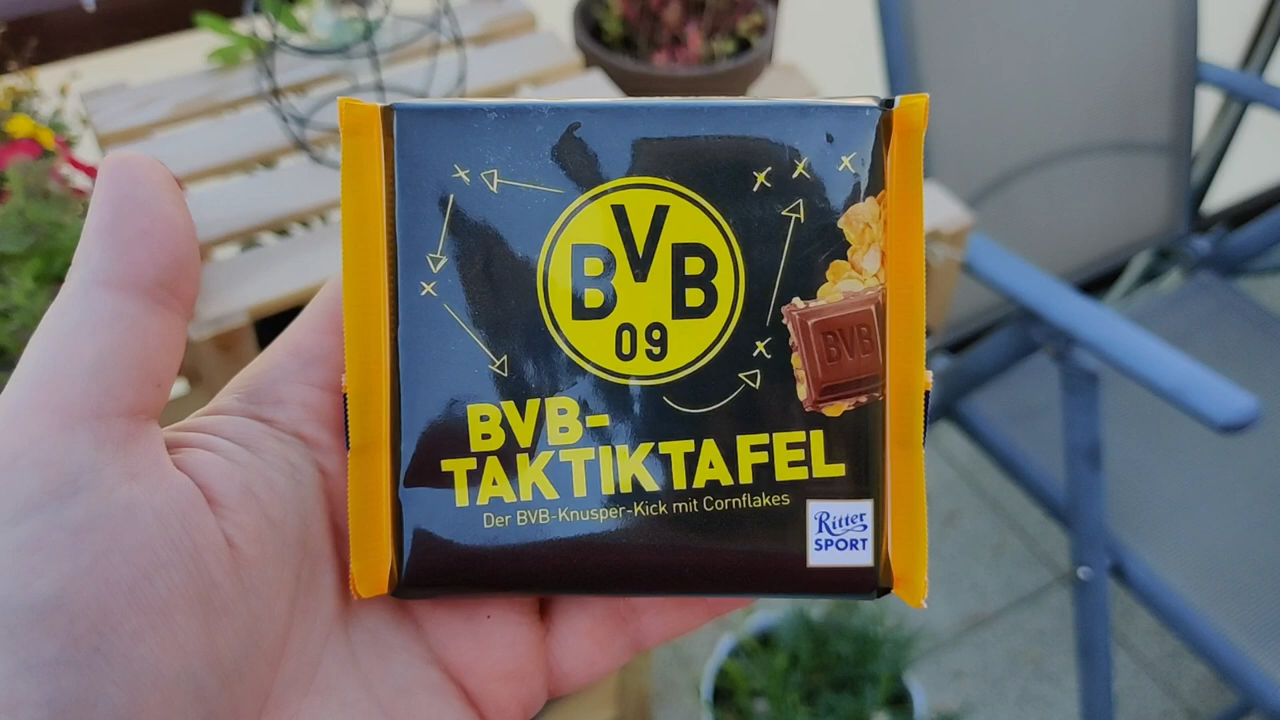 BVB
09
BVB
BVB-
TAKTIKTAFEL
Der BVB-Knusper-Kick mit Cornflakes
Ritter
SPORT